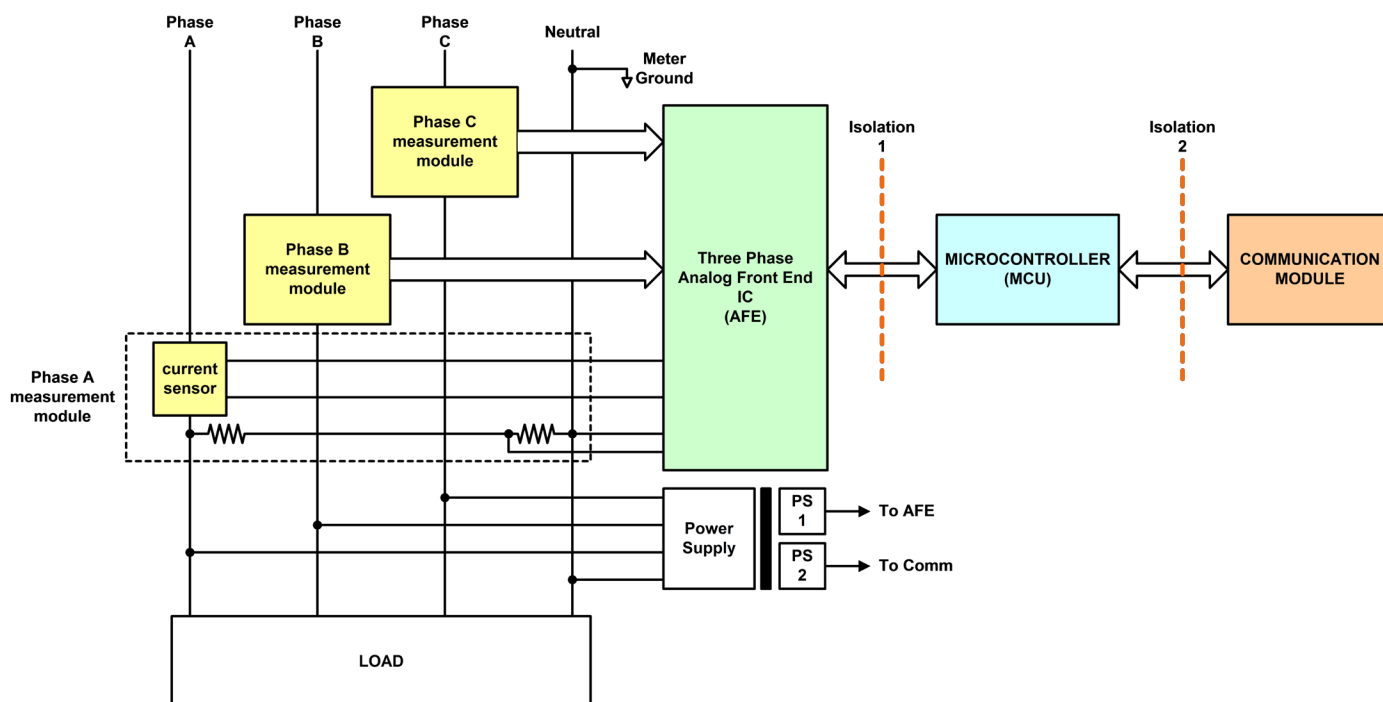 Phase
A
Phase
B
Phase
C
Neutral
Meter
Ground
Phase C
measurement
module
Isolation
1
Isolation
2
Phase B
measurement
module
Three Phase
Analog Front End
IC
(AFE)
MICROCONTROLLER
(MCU)
COMMUNICATION
MODULE
Phase A
measurement
module
current
sensor
Power
Supply
PS
1
To AFE
PS
2
To Comm
LOAD